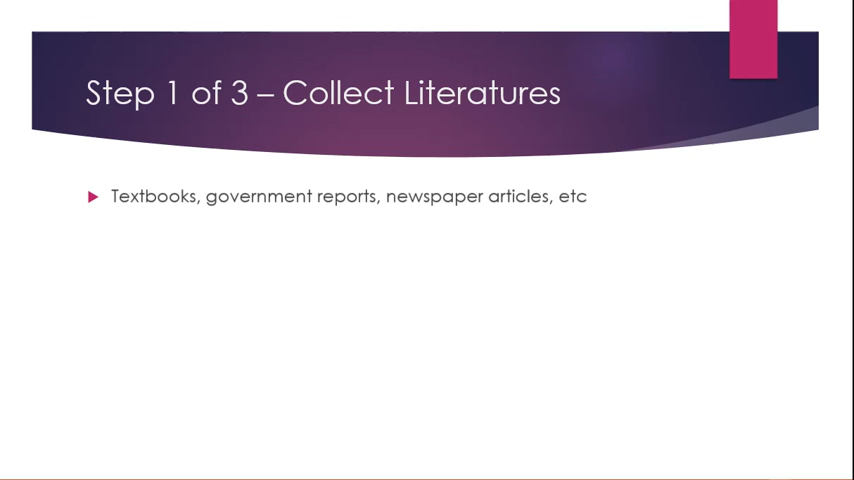 Step 1 of 3 – Collect Literatures
Textbooks, government reports, newspaper articles, etc